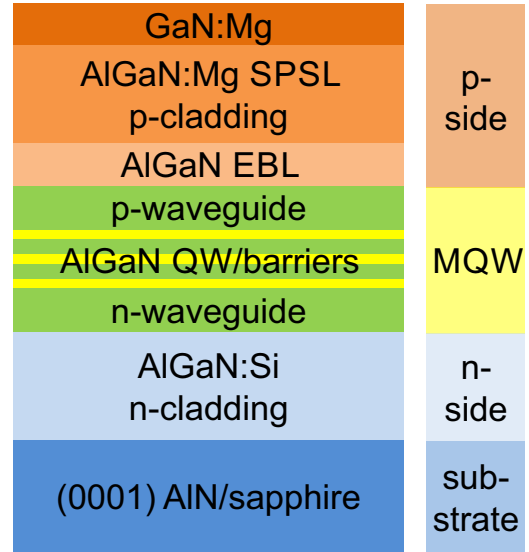 GaN:Mg
AlGaN:Mg SPSL
p-cladding
AlGaN EBL
p-waveguide
AlGaN QW/barriers
n-waveguide
AlGaN:Si
n-cladding
(0001) AlN/sapphire
p-
side
MQW
n-
side
sub-
strate